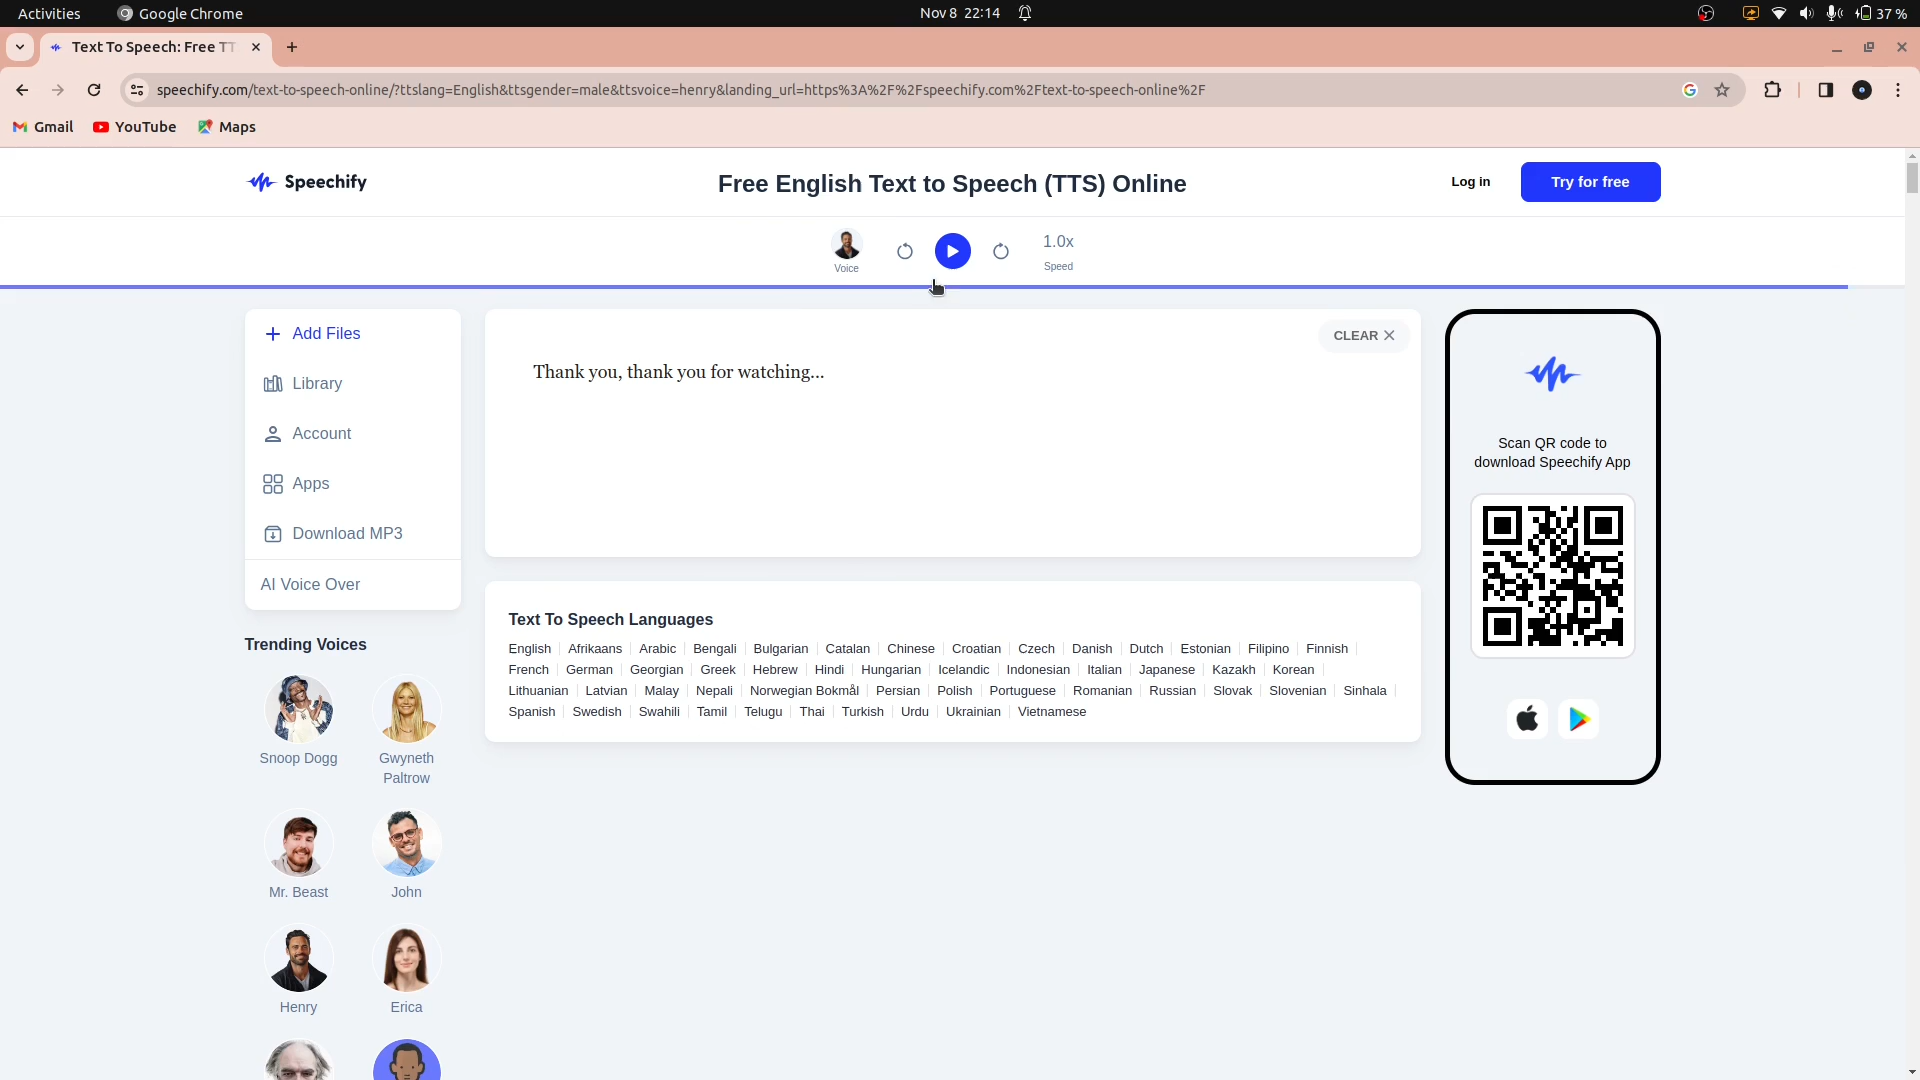 Activities
Google Chrome
Nov 8 22:14
37 %
Text To Speech: Free TT
speechify.com/text-to-speech-online/?ttslang=English&ttsgender=male&ttsvoice=henry&landing_url=https%3A%2F%2Fspeechify.com%2Ftext-to-speech-online%2F
Gmail
YouTube
Maps
Speechify
Free English Text to Speech (TTS) Online
Log in
Try for free
Voice
1.0x
Speed
Add Files
Library
Account
Apps
Download MP3
AI Voice Over
CLEAR
Thank you, thank you for watching...
Scan QR code to
download Speechify App
Text To Speech Languages
English Afrikaans Arabic Bengali Bulgarian Catalan Chinese Croatian Czech Danish Dutch Estonian Filipino Finnish
French German Georgian Greek Hebrew Hindi Hungarian Icelandic Indonesian Italian Japanese Kazakh Korean
Lithuanian Latvian Malay Nepali Norwegian Bokmål Persian Polish Portuguese Romanian Russian Slovak Slovenian Sinhala
Spanish Swedish Swahili Tamil Telugu Thai Turkish Urdu Ukrainian Vietnamese
Trending Voices
Snoop Dogg
Gwyneth
Paltrow
Mr. Beast
John
Henry
Erica